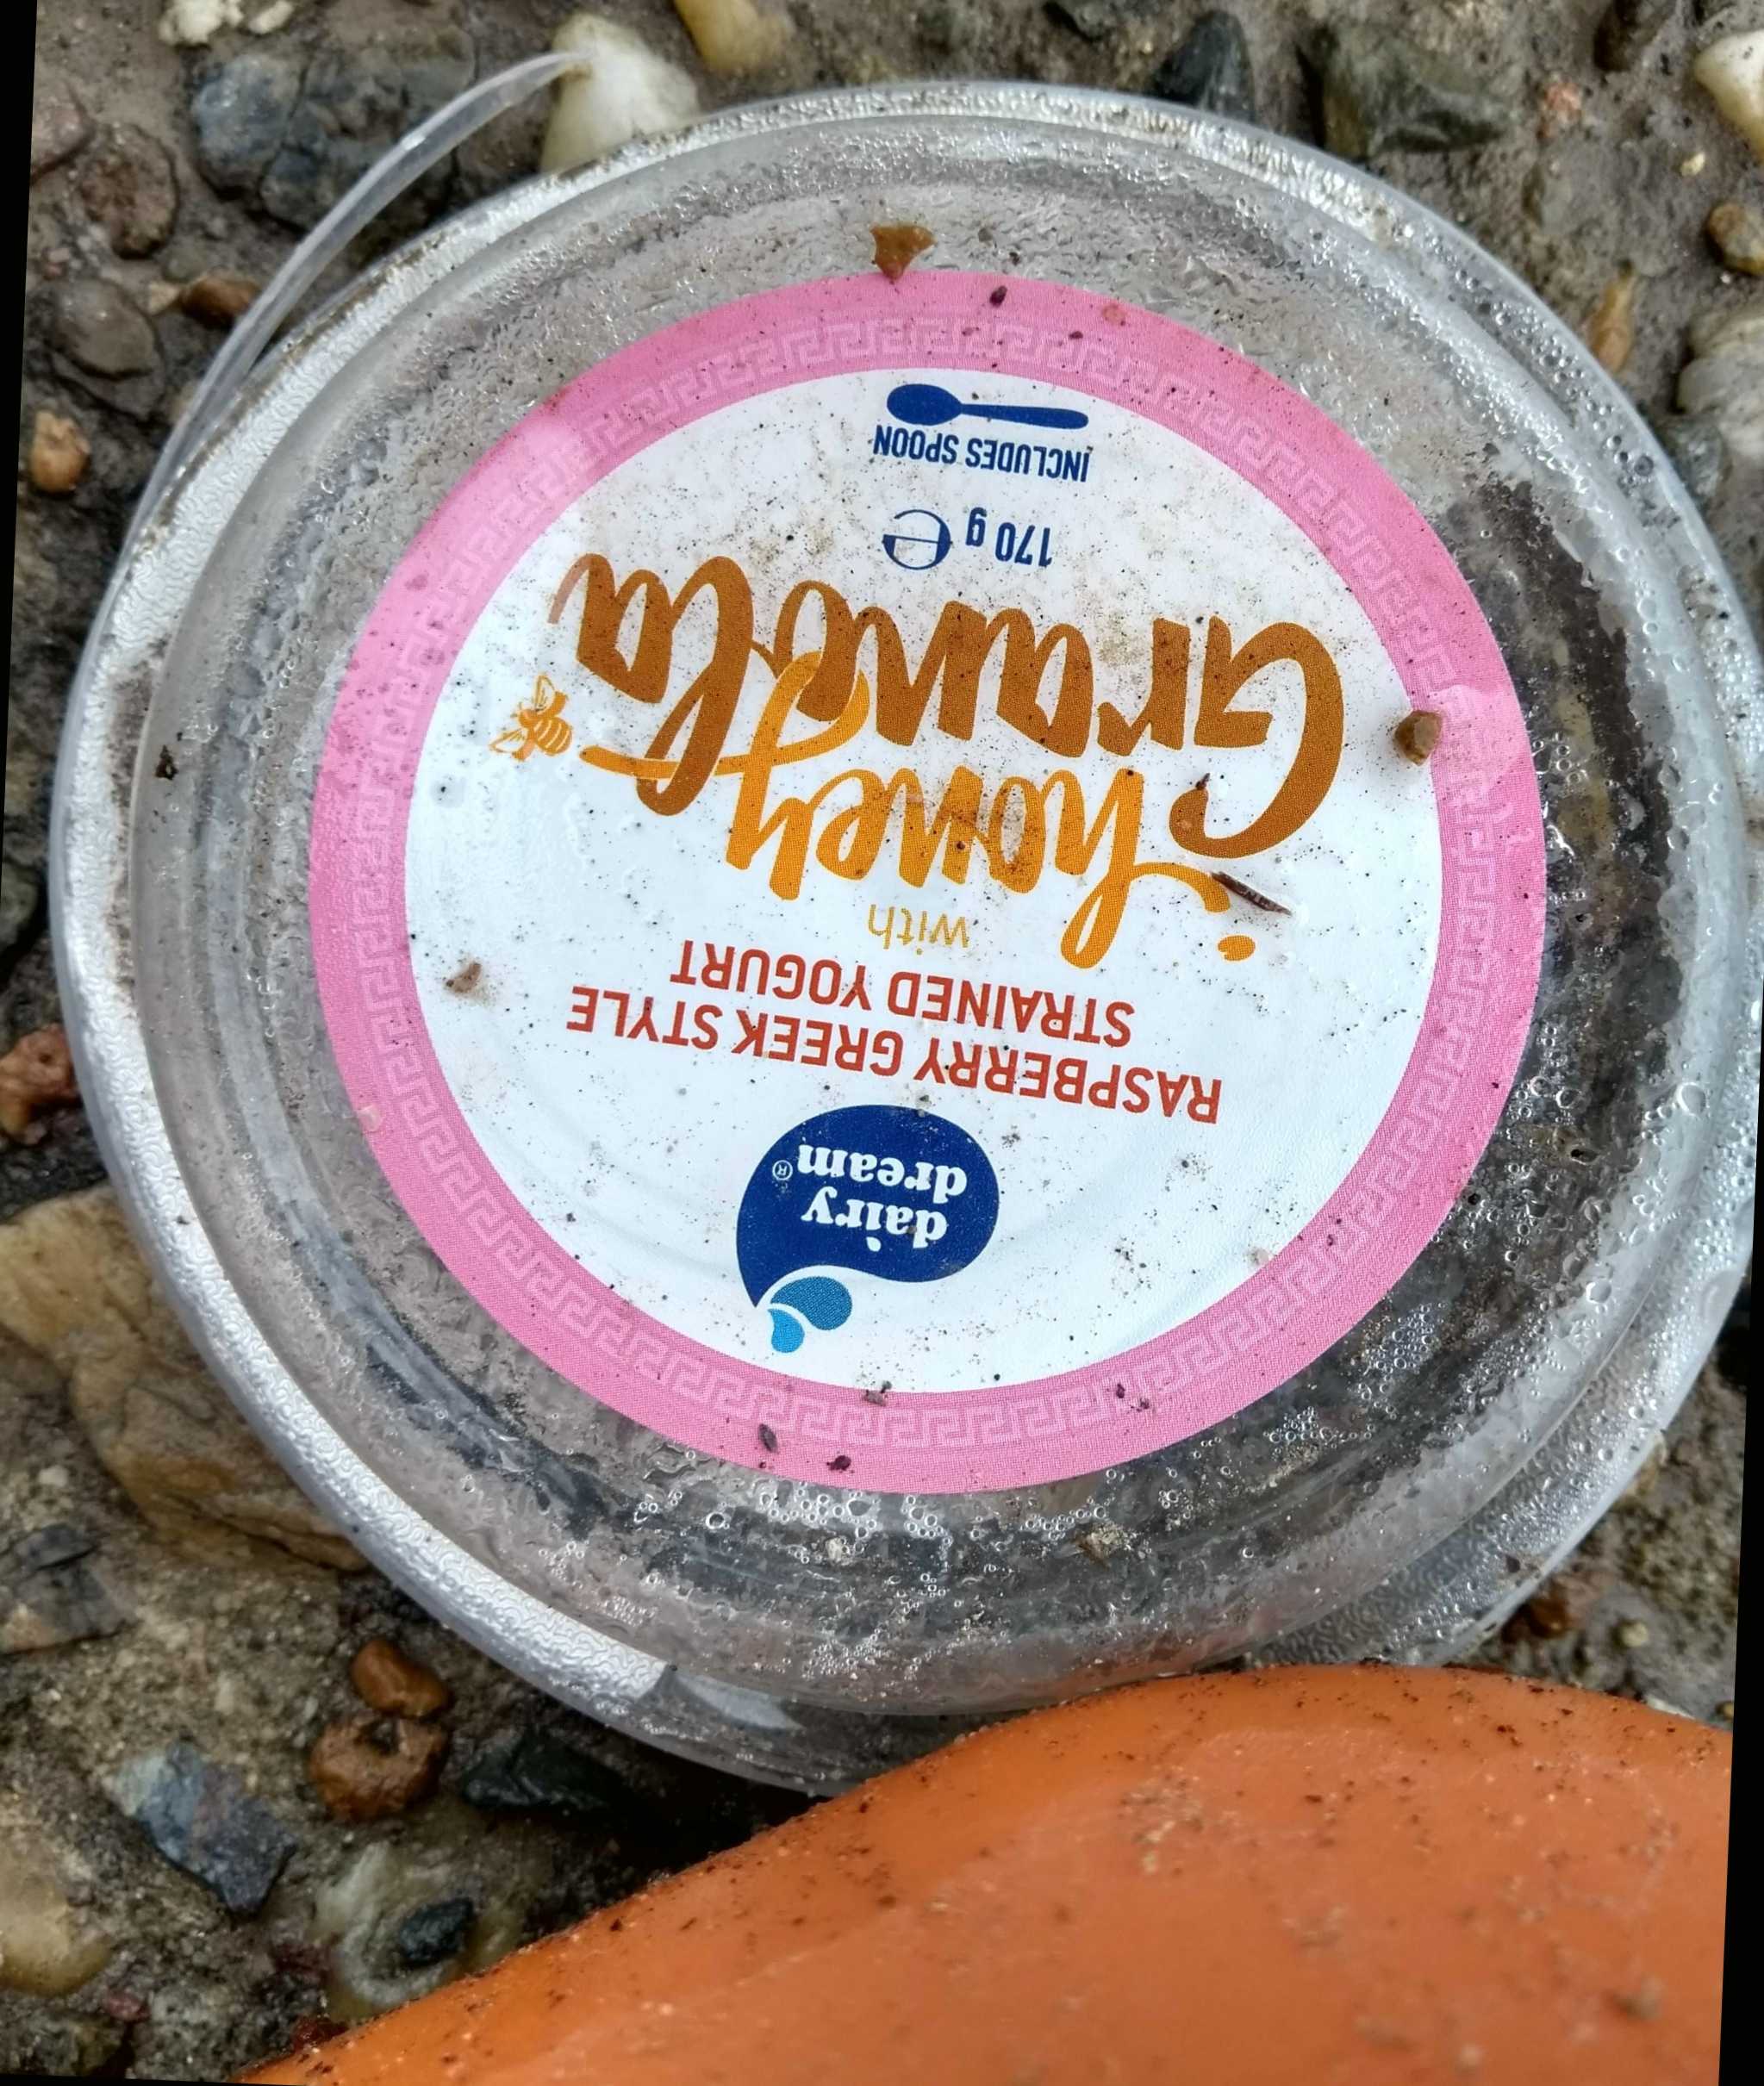 dairy
dream®
RASPBERRY GREEK STYLE
STRAINED YOGURT
with
honey
Granola
170 g ℮
INCLUDES SPOON